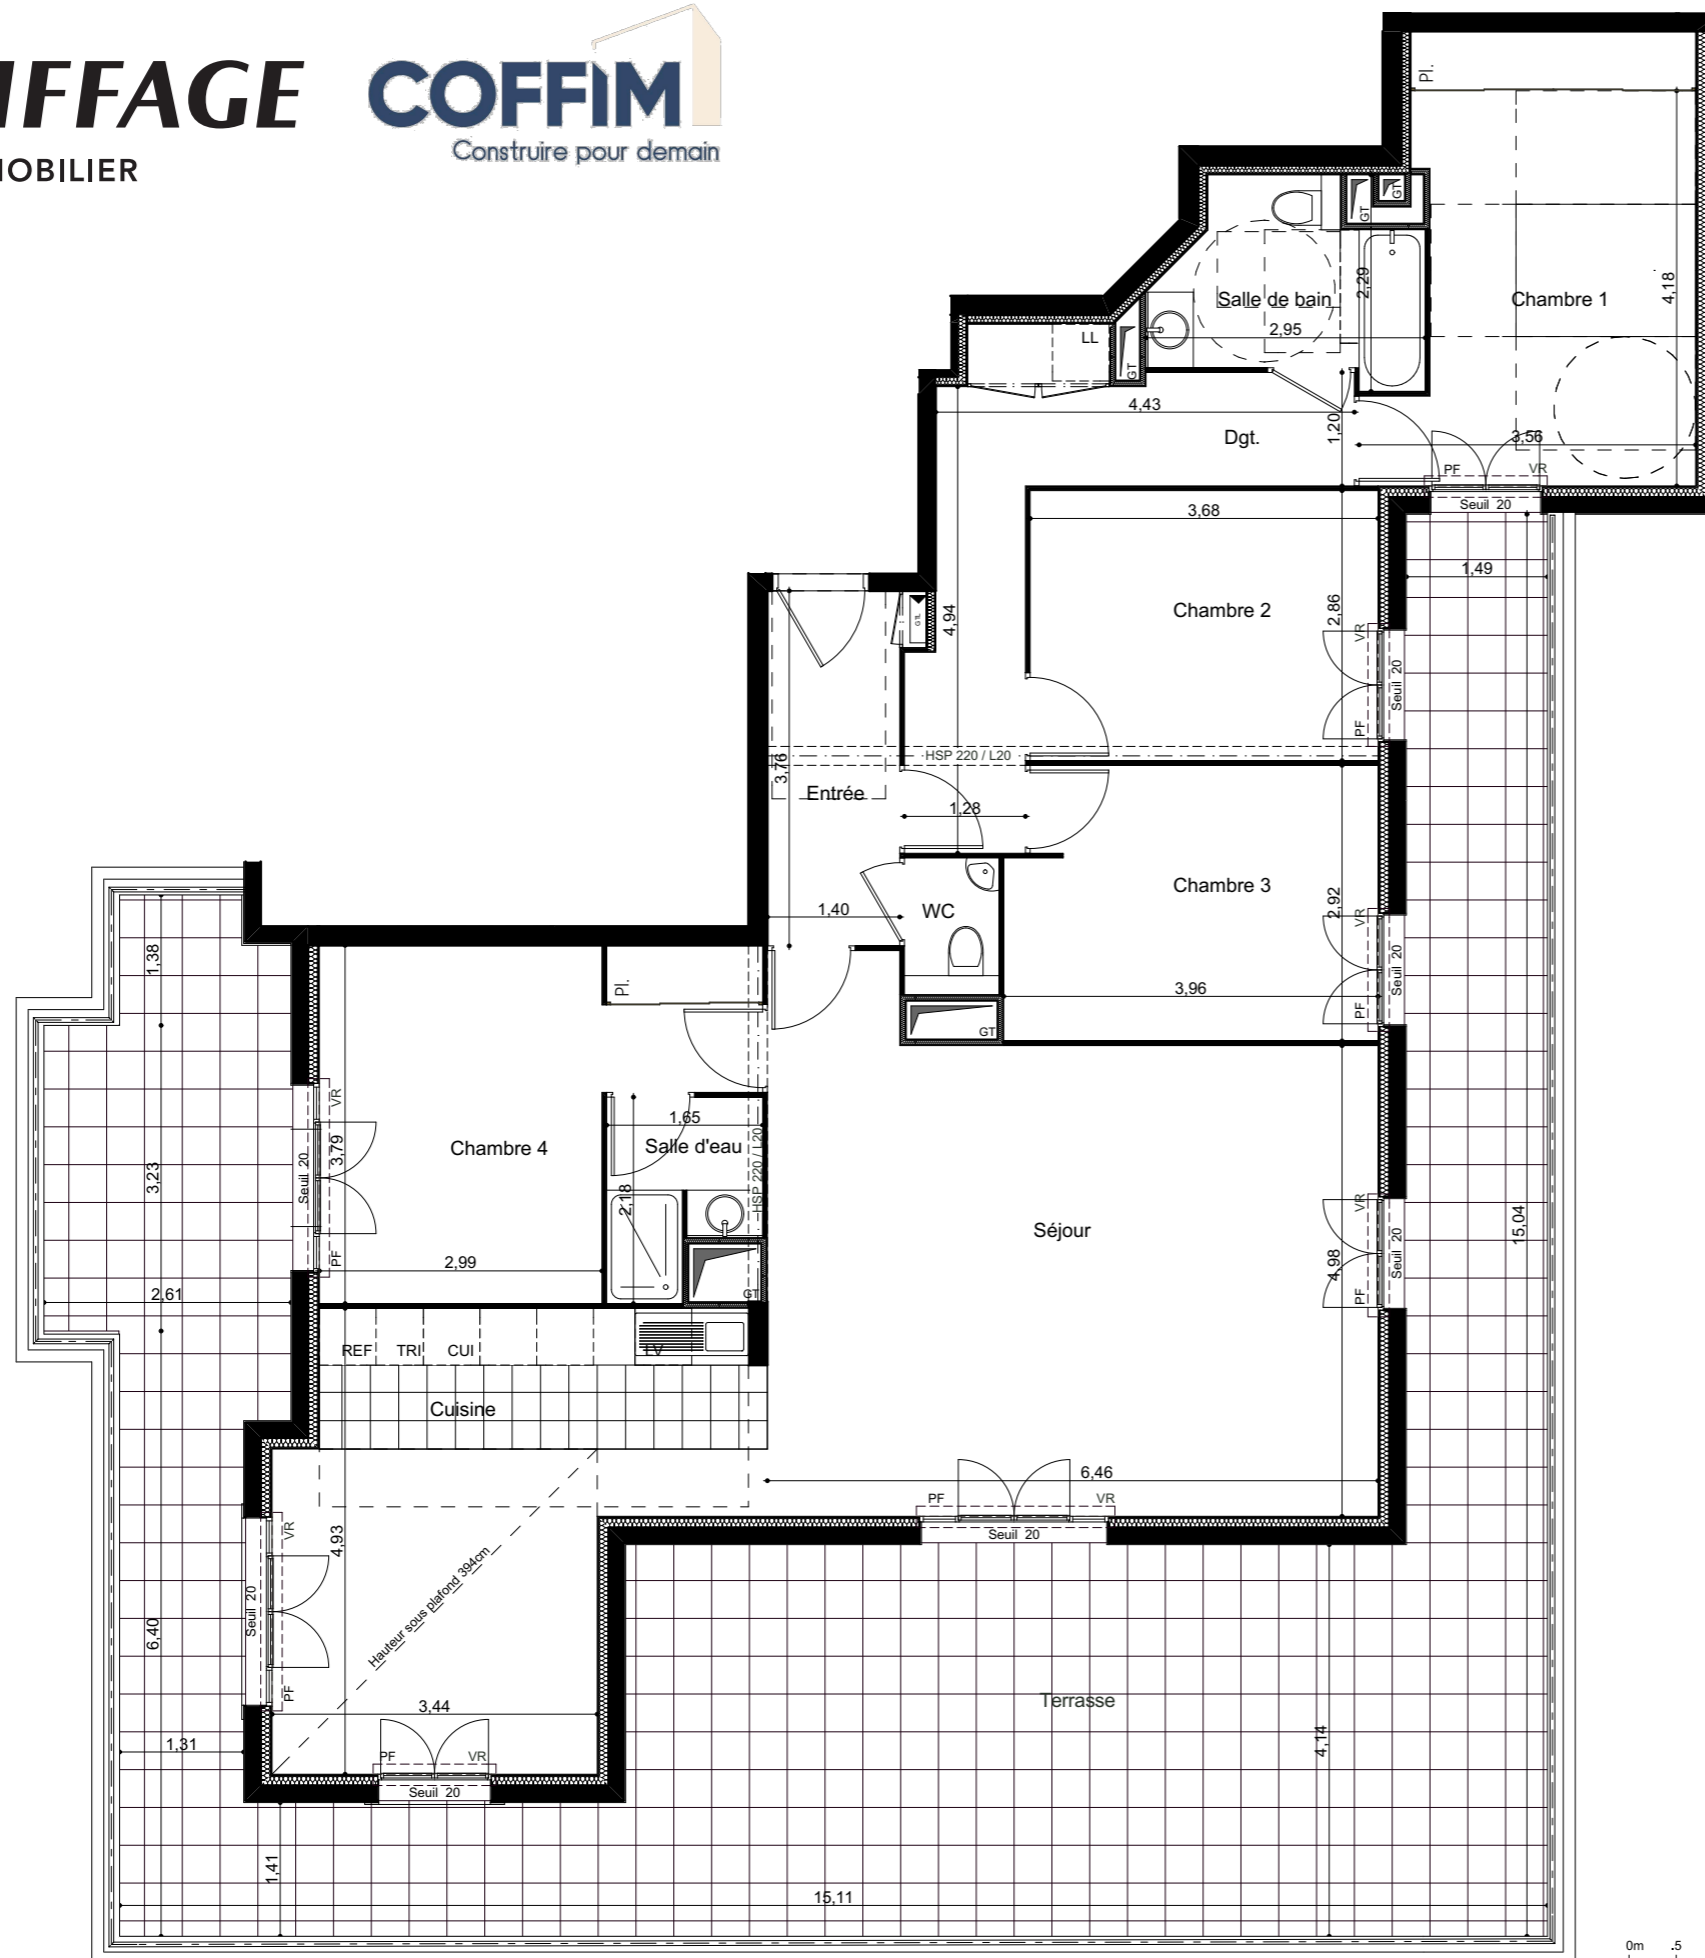 IFFAGE
MOBILIER
COFFIM
Construire pour demain
Pl.
GT
GT
Salle de bain
2,29
2,95
Chambre 1
4,18
LL
GT
4,43
1,20
Dgt.
3,56
PF
VR
Seuil 20
3,68
1,49
Chambre 2
2,86
4,94
VR
Seuil 20
PF
GTL
HSP 220 / L20
3,76
Entrée
1,28
Chambre 3
2,92
VR
Seuil 20
PF
WC
1,40
3,96
GT
1,38
Pl.
VR
Seuil 20
3,79
PF
Chambre 4
1,65
Salle d'eau
HSP 220 / L20
2,18
3,23
2,99
GT
2,61
Séjour
VR
Seuil 20
PF
4,98
15,04
REF
TRI
CUI
LV
Cuisine
6,46
PF
VR
Seuil 20
4,93
VR
Seuil 20
PF
Hauteur sous plafond 394cm
6,40
3,44
1,31
PF
VR
Seuil 20
Terrasse
4,14
1,41
15,11
0m
.5